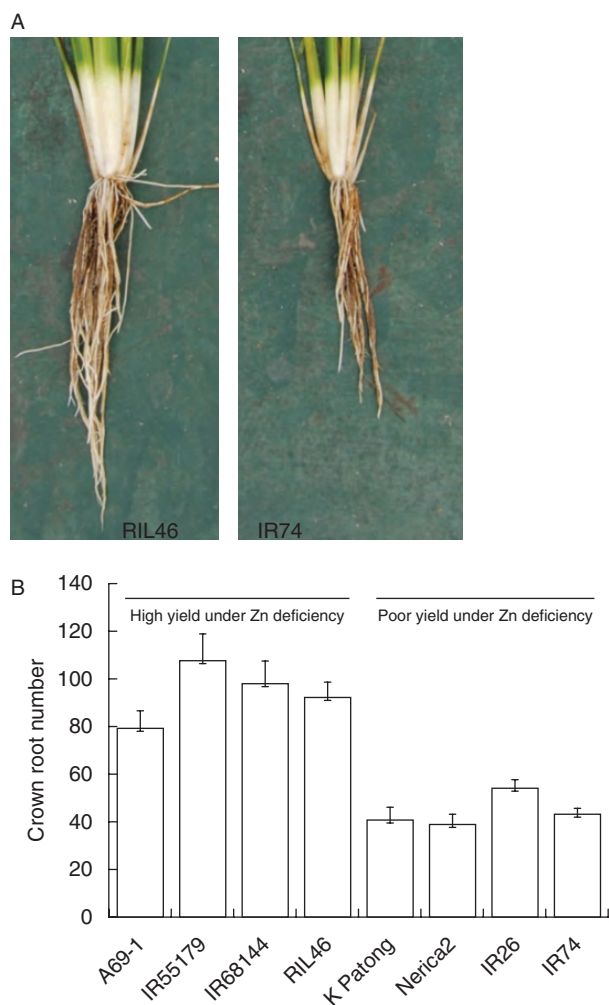 A
RIL46
IR74
B
140
120
100
80
60
40
20
0
Crown root number
High yield under Zn deficiency
Poor yield under Zn deficiency
A69-1
IR55179
IR68144
RIL46
K Patong
Nerica2
IR26
IR74